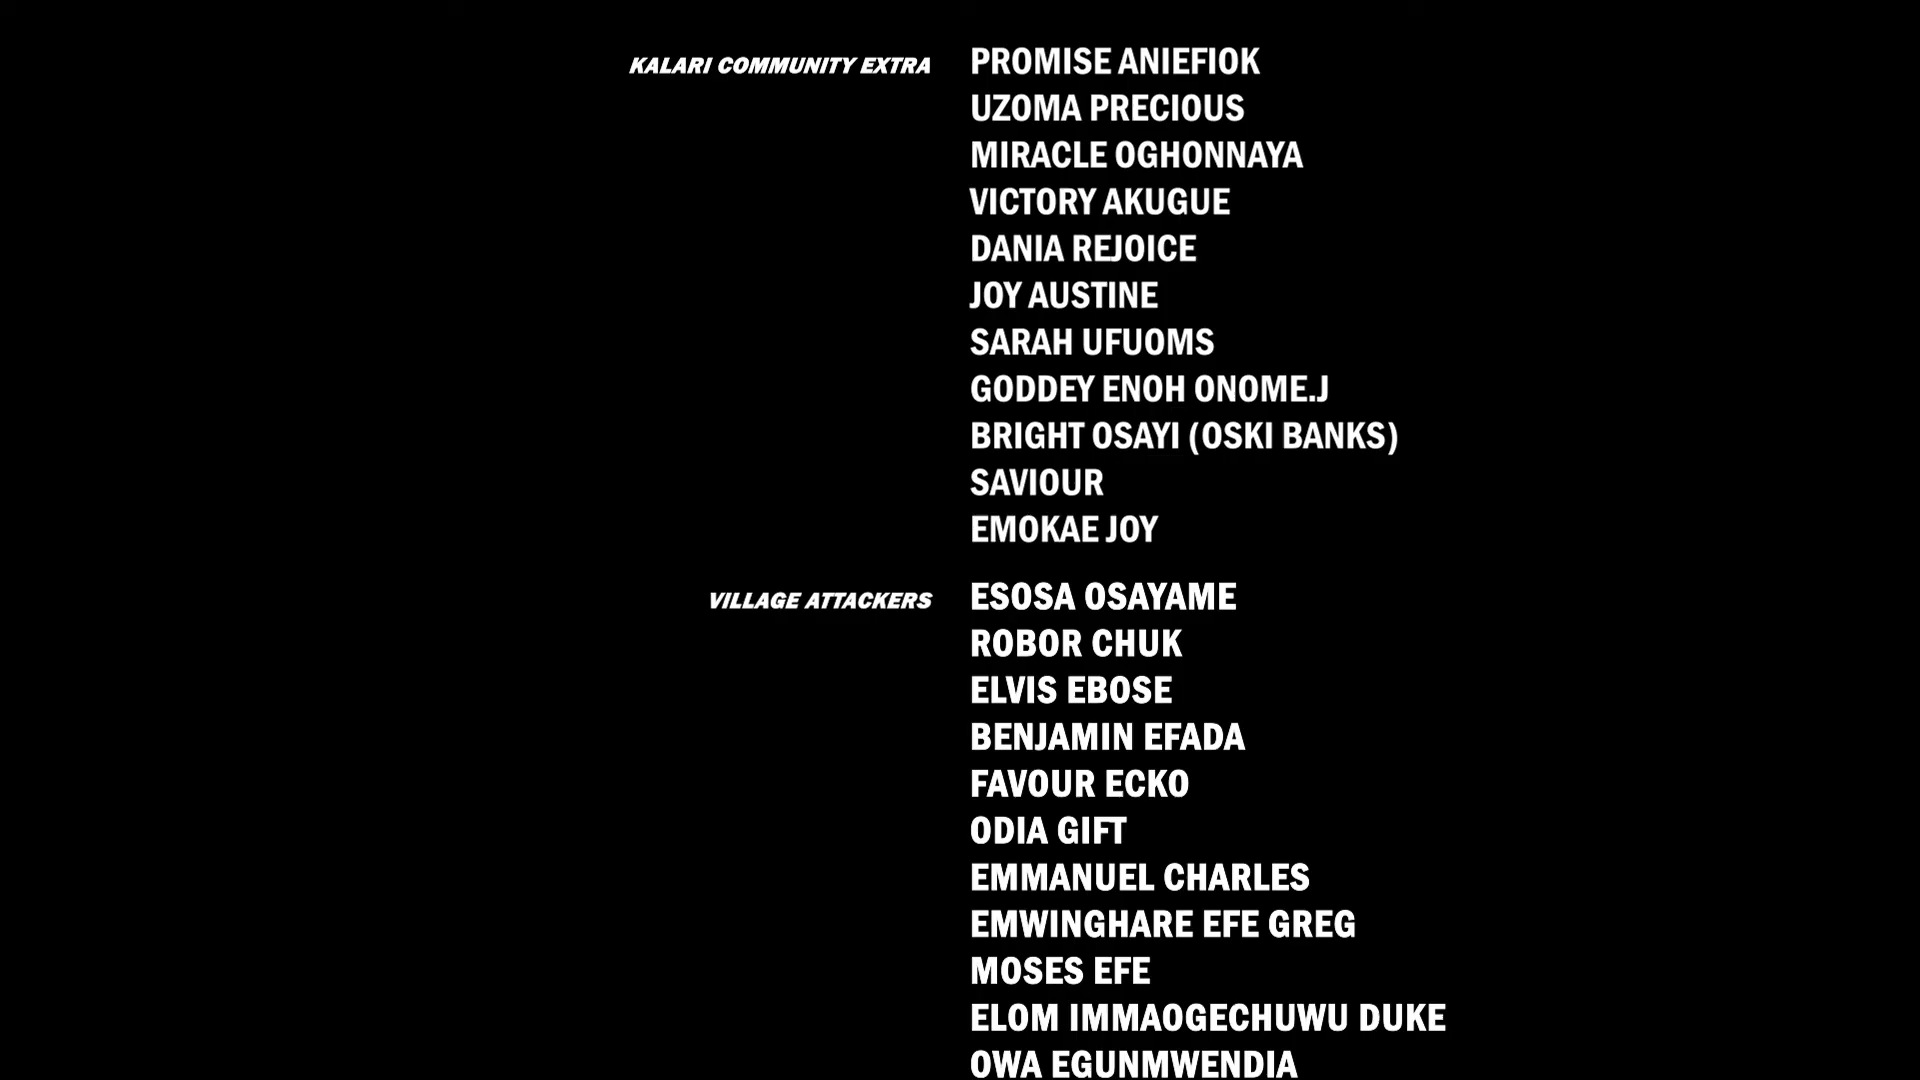 KALARI COMMUNITY EXTRA PROMISE ANIEFIOK
UZOMA PRECIOUS
MIRACLE OGHONNAYA
VICTORY AKUGUE
DANIA REJOICE
JOY AUSTINE
SARAH UFUOMS
GODDEY ENOH ONOME.J
BRIGHT OSAYI (OSKI BANKS)
SAVIOUR
EMOKAE JOY
VILLAGE ATTACKERS ESOSA OSAYAME
ROBOR CHUK
ELVIS EBOSE
BENJAMIN EFADA
FAVOUR ECKO
ODIA GIFT
EMMANUEL CHARLES
EMWINGHARE EFE GREG
MOSES EFE
ELOM IMMAOGECHUWU DUKE
OWA EGUNMWENDIA